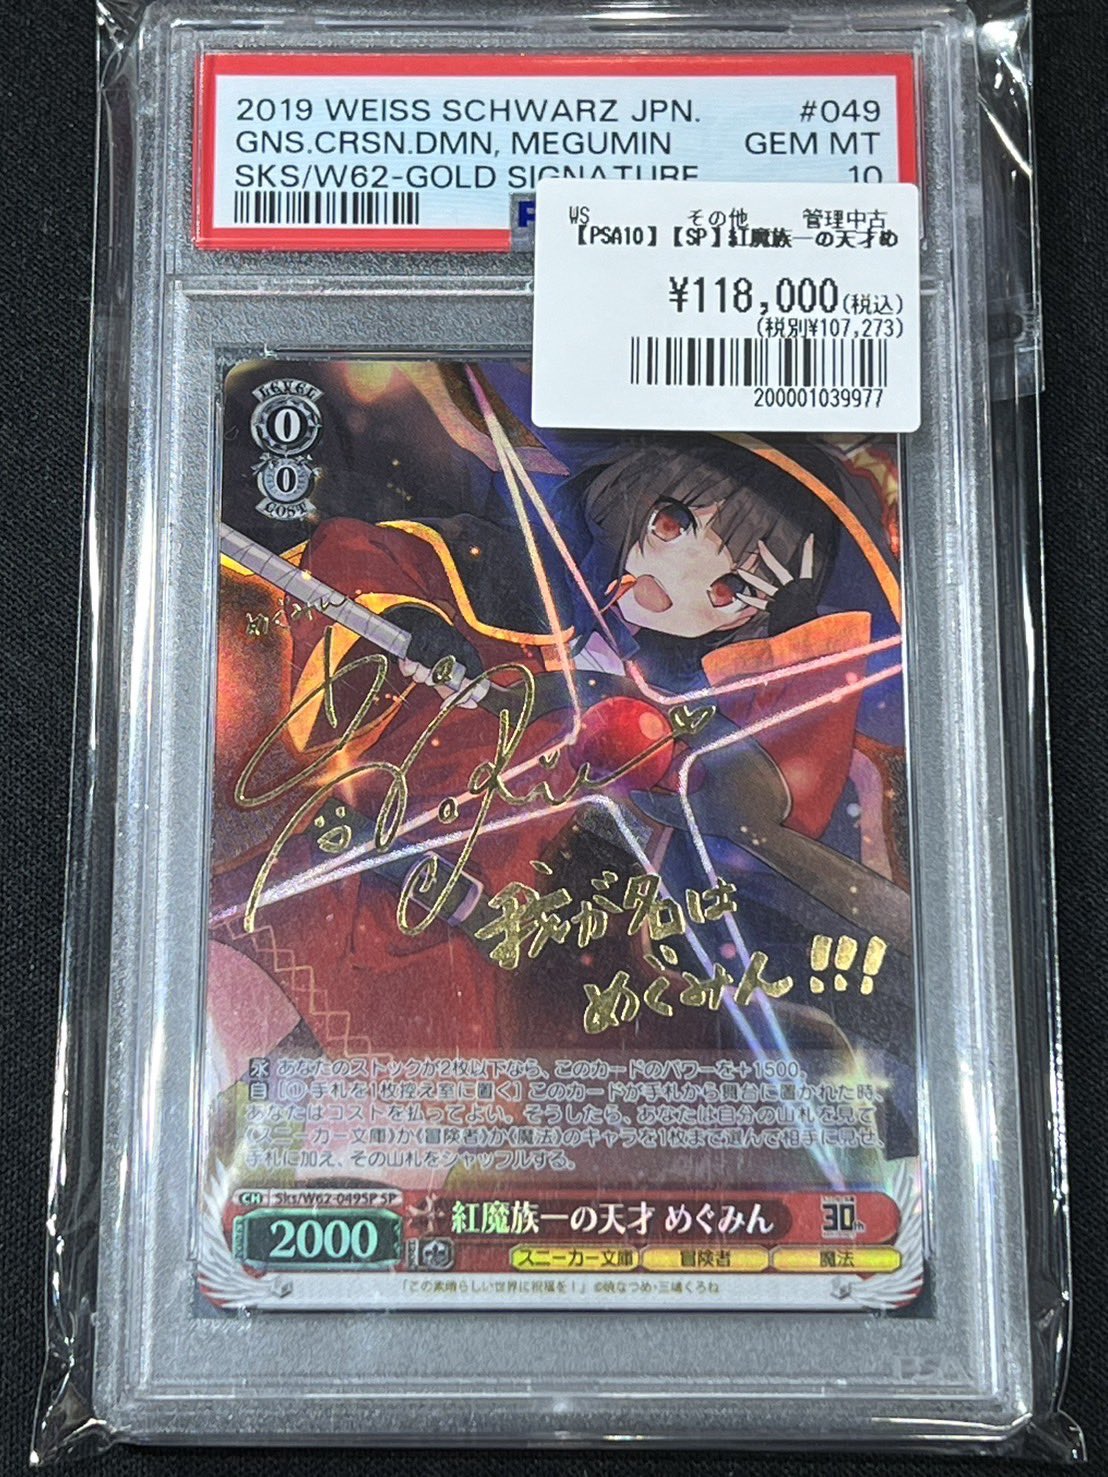 2019 WEISS SCHWARZ JPN. #049
GNS.CRSN.DMN, MEGUMIN GEM MT
SKS/W62-GOLD SIGNATURE 10
WS その他 管理中古
【PSA10】【SP】紅魔族一の天才め
¥118,000(税込)
(税別¥107,273)
200001039977
LEVEL
0
0
COST
めぐみん
我が名は
めぐみん!!!
永 あなたのストックが2枚以下なら、このカードのパワーを+1500。
自 [① 手札を1枚控え室に置く] このカードが手札から舞台に置かれた時、
あなたはコストを払ってよい。そうしたら、あなたは自分の山札を見て
《スニーカー文庫》か《冒険者》か《魔法》のキャラを1枚まで選んで相手に見せ、
手札に加え、その山札をシャッフルする。
CH Sks/W62-049SP SP
2000 紅魔族一の天才 めぐみん 30th
スニーカー文庫 冒険者 魔法
「この素晴らしい世界に祝福を！」 ©暁なつめ・三嶋くろね
PSA